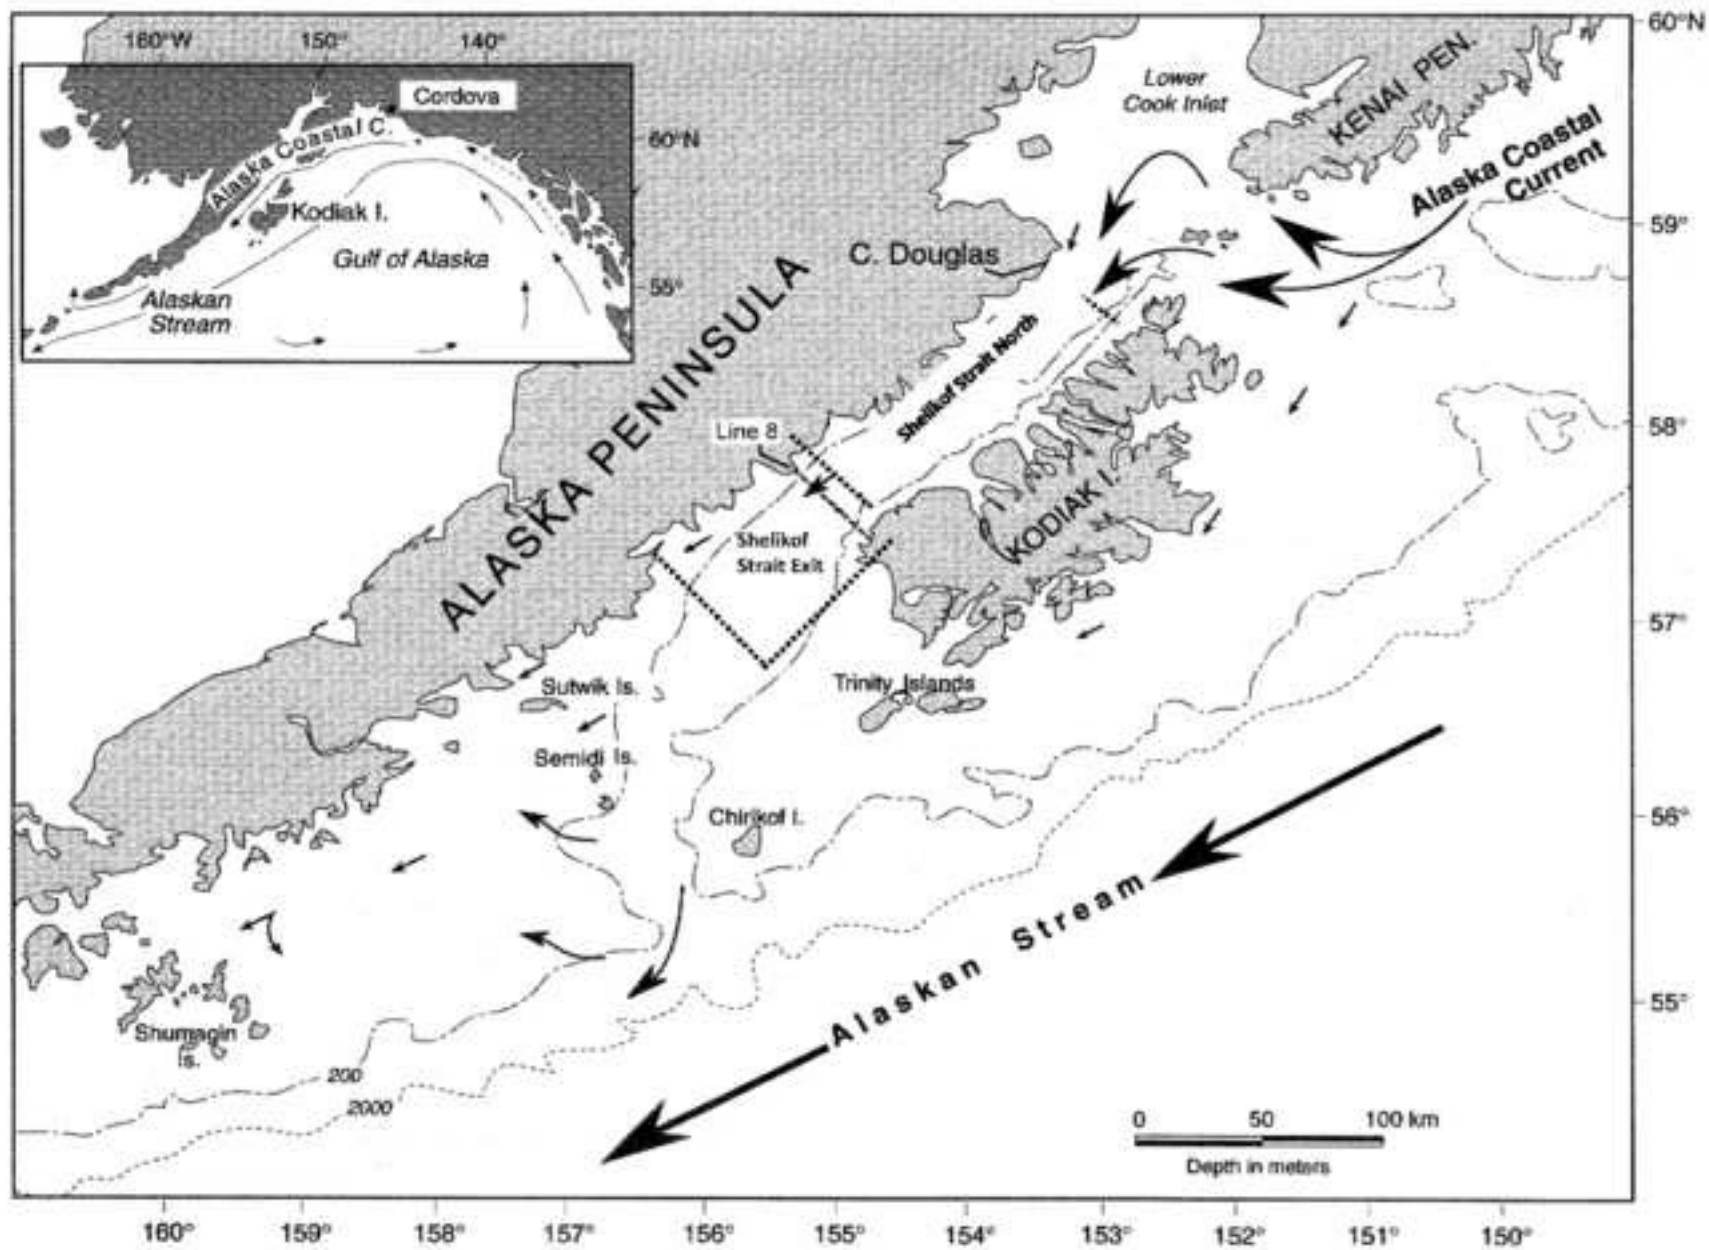 160°W 150° 140°
60°N
Cordova
Alaska Coastal C.
Kodiak I.
Gulf of Alaska
Alaskan
Stream
60°N
55°
Lower
Cook Inlet
KENAI PEN.
Alaska Coastal
Current
59°
C. Douglas
ALASKA PENINSULA
Shelikof Strait North
58°
Line 8
KODIAK I.
Shelikof
Strait Exit
57°
Sutwik Is.
Trinity Islands
Semidi Is.
Chirikof I.
56°
Alaskan Stream
55°
Shumagin
Is.
200
2000
0 50 100 km
Depth in meters
160° 159° 158° 157° 156° 155° 154° 153° 152° 151° 150°